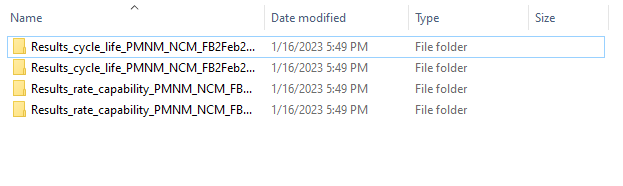 Name Date modified Type Size
Results_cycle_life_PMNM_NCM_FB2Feb2... 1/16/2023 5:49 PM File folder
Results_cycle_life_PMNM_NCM_FB2Feb2... 1/16/2023 5:49 PM File folder
Results_rate_capability_PMNM_NCM_FB... 1/16/2023 5:49 PM File folder
Results_rate_capability_PMNM_NCM_FB... 1/16/2023 5:49 PM File folder